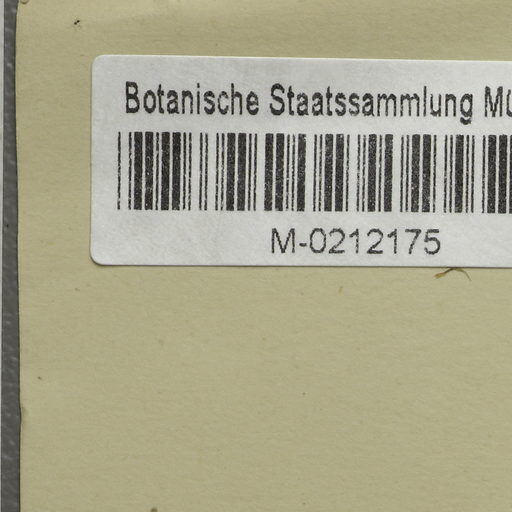 Botanische Staatssammlung Mü
M-0212175